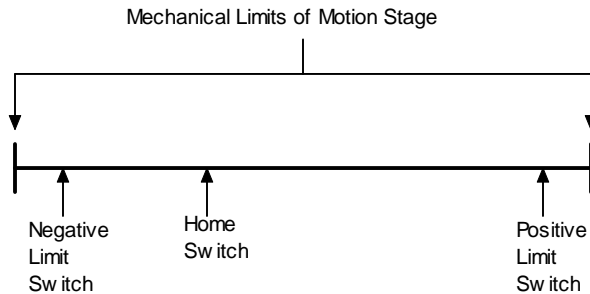 Mechanical Limits of Motion Stage
Negative
Limit
Switch
Home
Switch
Positive
Limit
Switch